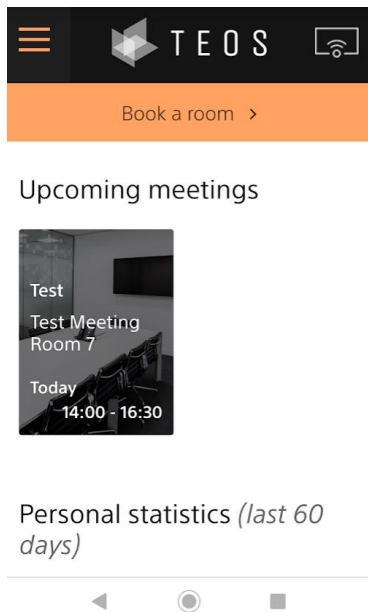 TEOS
Book a room >
Upcoming meetings
Test
Test Meeting
Room 7
Today
14:00 - 16:30
Personal statistics (last 60
days)